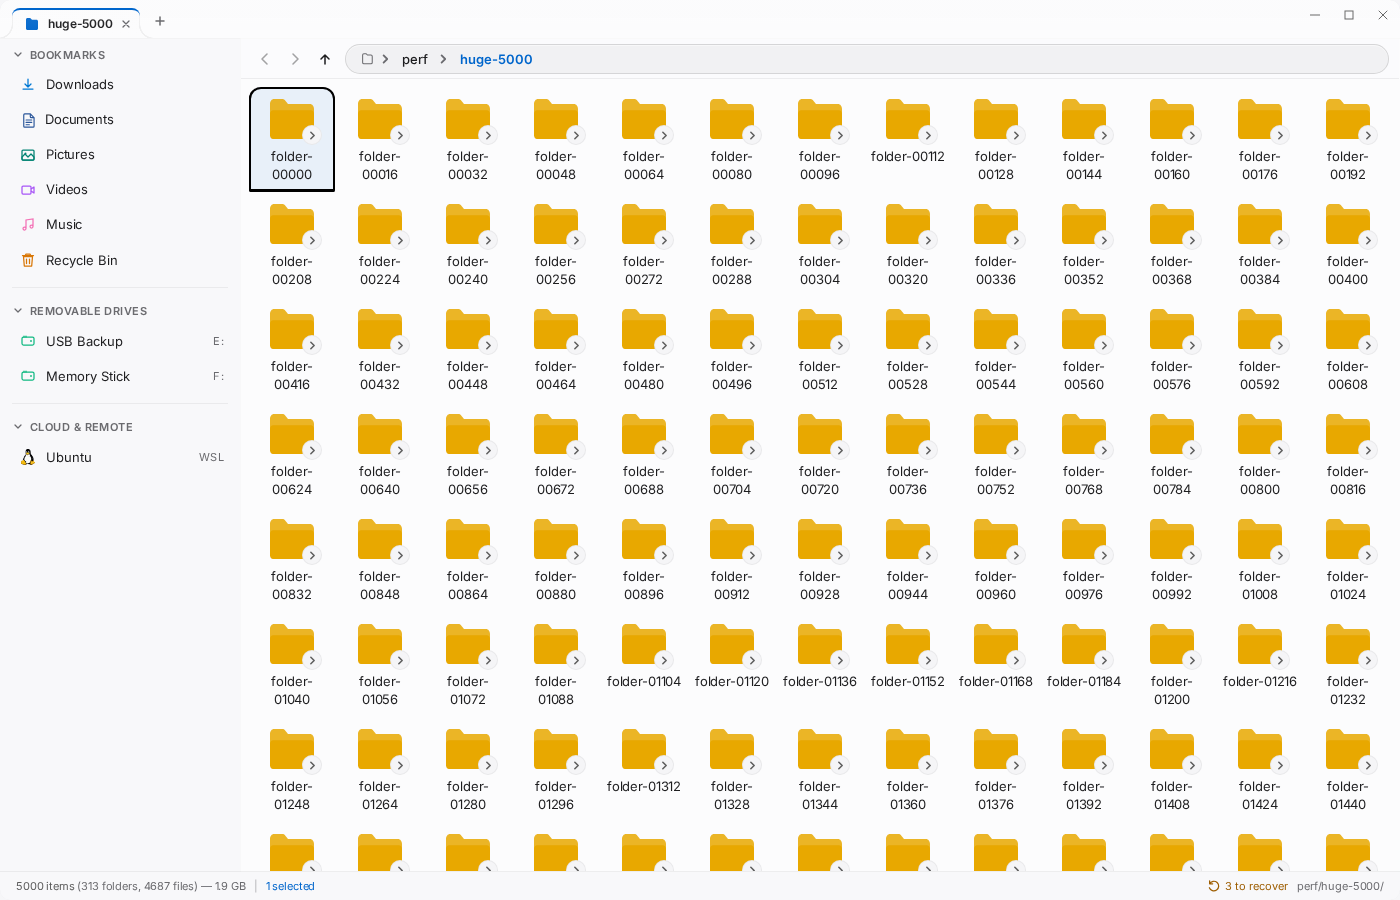 huge-5000
BOOKMARKS
Downloads
Documents
Pictures
Videos
Music
Recycle Bin
REMOVABLE DRIVES
USB Backup E:
Memory Stick F:
CLOUD & REMOTE
Ubuntu WSL
perf huge-5000
folder-00000 folder-00016 folder-00032 folder-00048 folder-00064 folder-00080 folder-00096 folder-00112 folder-00128 folder-00144 folder-00160 folder-00176 folder-00192
folder-00208 folder-00224 folder-00240 folder-00256 folder-00272 folder-00288 folder-00304 folder-00320 folder-00336 folder-00352 folder-00368 folder-00384 folder-00400
folder-00416 folder-00432 folder-00448 folder-00464 folder-00480 folder-00496 folder-00512 folder-00528 folder-00544 folder-00560 folder-00576 folder-00592 folder-00608
folder-00624 folder-00640 folder-00656 folder-00672 folder-00688 folder-00704 folder-00720 folder-00736 folder-00752 folder-00768 folder-00784 folder-00800 folder-00816
folder-00832 folder-00848 folder-00864 folder-00880 folder-00896 folder-00912 folder-00928 folder-00944 folder-00960 folder-00976 folder-00992 folder-01008 folder-01024
folder-01040 folder-01056 folder-01072 folder-01088 folder-01104 folder-01120 folder-01136 folder-01152 folder-01168 folder-01184 folder-01200 folder-01216 folder-01232
folder-01248 folder-01264 folder-01280 folder-01296 folder-01312 folder-01328 folder-01344 folder-01360 folder-01376 folder-01392 folder-01408 folder-01424 folder-01440
5000 items (313 folders, 4687 files) — 1.9 GB 1 selected 3 to recover perf/huge-5000/